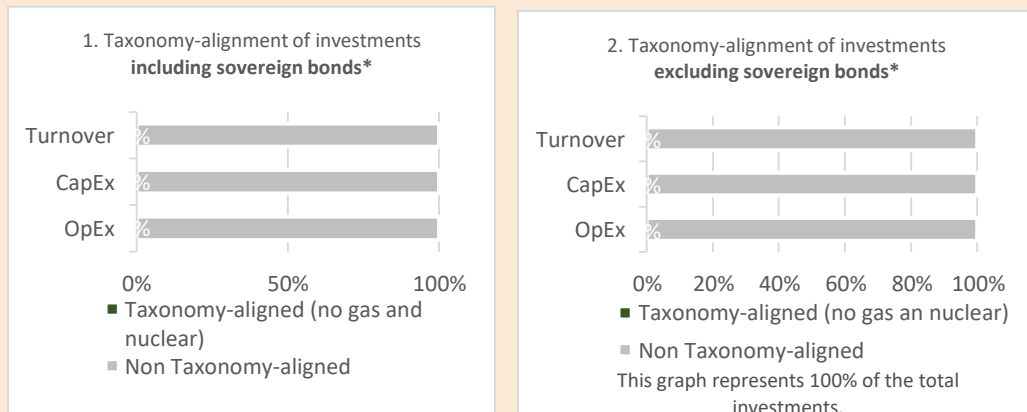 1. Taxonomy-alignment of investments
including sovereign bonds*
Turnover
%
CapEx
%
OpEx
%
0% 50% 100%
Taxonomy-aligned (no gas and
nuclear)
Non Taxonomy-aligned
2. Taxonomy-alignment of investments
excluding sovereign bonds*
Turnover
%
CapEx
%
OpEx
%
0% 20% 40% 60% 80% 100%
Taxonomy-aligned (no gas an nuclear)
Non Taxonomy-aligned
This graph represents 100% of the total
investments.